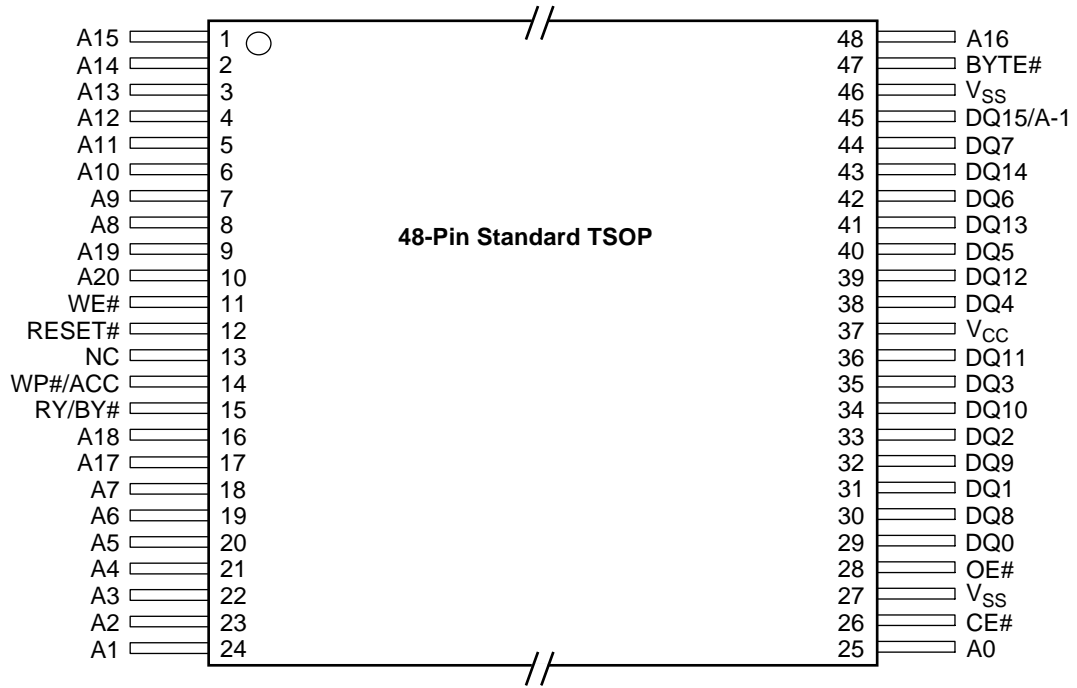 A15 1 48 A16
A14 2 47 BYTE#
A13 3 46 VSS
A12 4 45 DQ15/A-1
A11 5 44 DQ7
A10 6 43 DQ14
A9 7 42 DQ6
A8 8 41 DQ13
48-Pin Standard TSOP
A19 9 40 DQ5
A20 10 39 DQ12
WE# 11 38 DQ4
RESET# 12 37 VCC
NC 13 36 DQ11
WP#/ACC 14 35 DQ3
RY/BY# 15 34 DQ10
A18 16 33 DQ2
A17 17 32 DQ9
A7 18 31 DQ1
A6 19 30 DQ8
A5 20 29 DQ0
A4 21 28 OE#
A3 22 27 VSS
A2 23 26 CE#
A1 24 25 A0